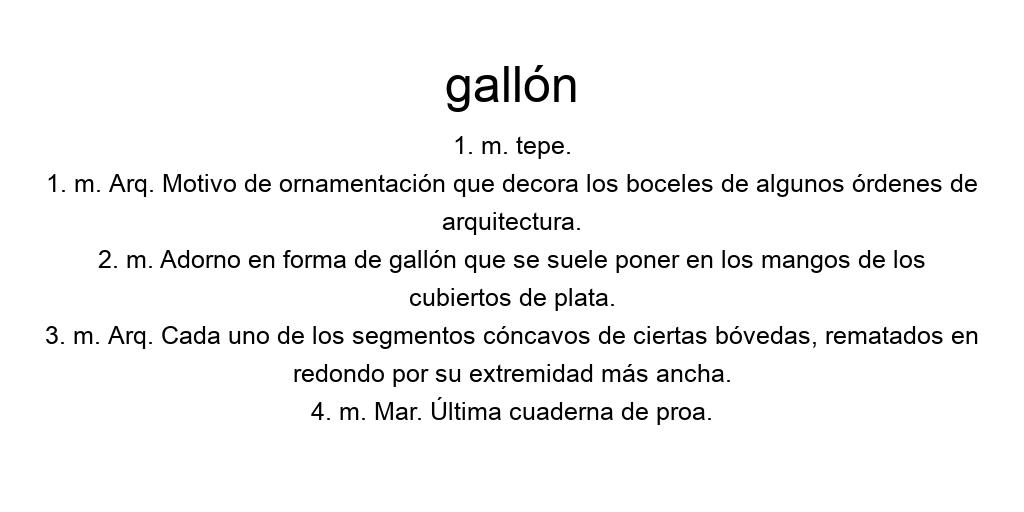 gallón
1. m. tepe.
1. m. Arq. Motivo de ornamentación que decora los boceles de algunos órdenes de
arquitectura.
2. m. Adorno en forma de gallón que se suele poner en los mangos de los
cubiertos de plata.
3. m. Arq. Cada uno de los segmentos cóncavos de ciertas bóvedas, rematados en
redondo por su extremidad más ancha.
4. m. Mar. Última cuaderna de proa.